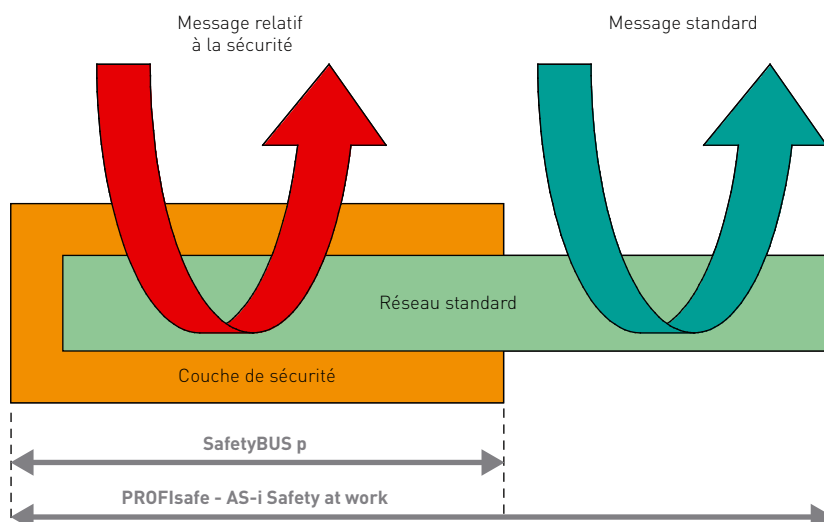 Message relatif
à la sécurité
Message standard
Réseau standard
Couche de sécurité
SafetyBUS p
PROFIsafe - AS-i Safety at work